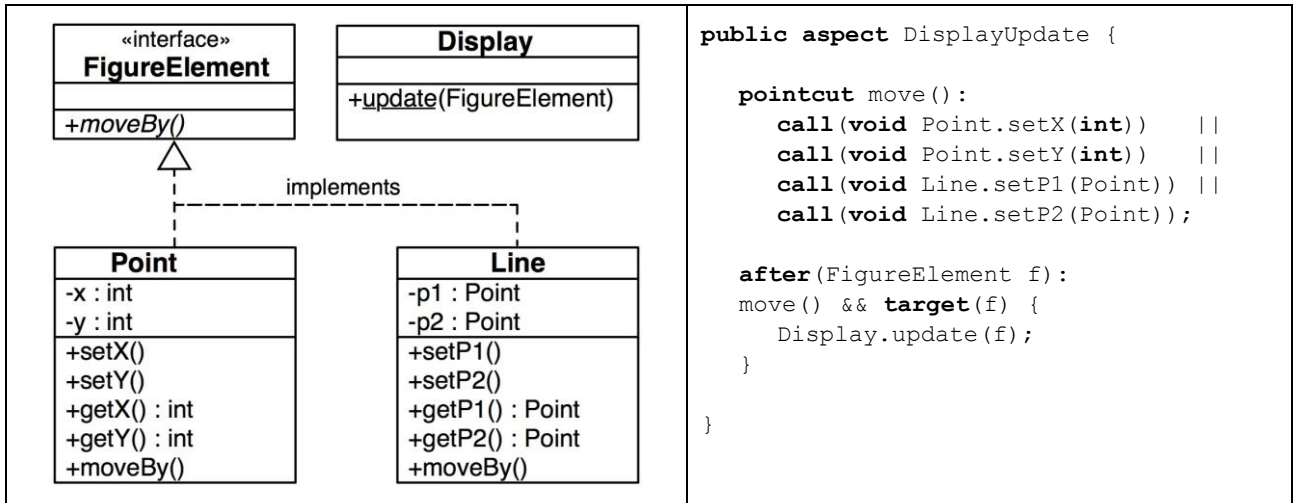 «interface»
FigureElement
+moveBy()
Display
+update(FigureElement)
implements
Point
-x : int
-y : int
+setX()
+setY()
+getX() : int
+getY() : int
+moveBy()
Line
-p1 : Point
-p2 : Point
+setP1()
+setP2()
+getP1() : Point
+getP2() : Point
+moveBy()
public aspect DisplayUpdate {
pointcut move():
call(void Point.setX(int)) ||
call(void Point.setY(int)) ||
call(void Line.setP1(Point)) ||
call(void Line.setP2(Point));
after(FigureElement f):
move() && target(f) {
Display.update(f);
}
}